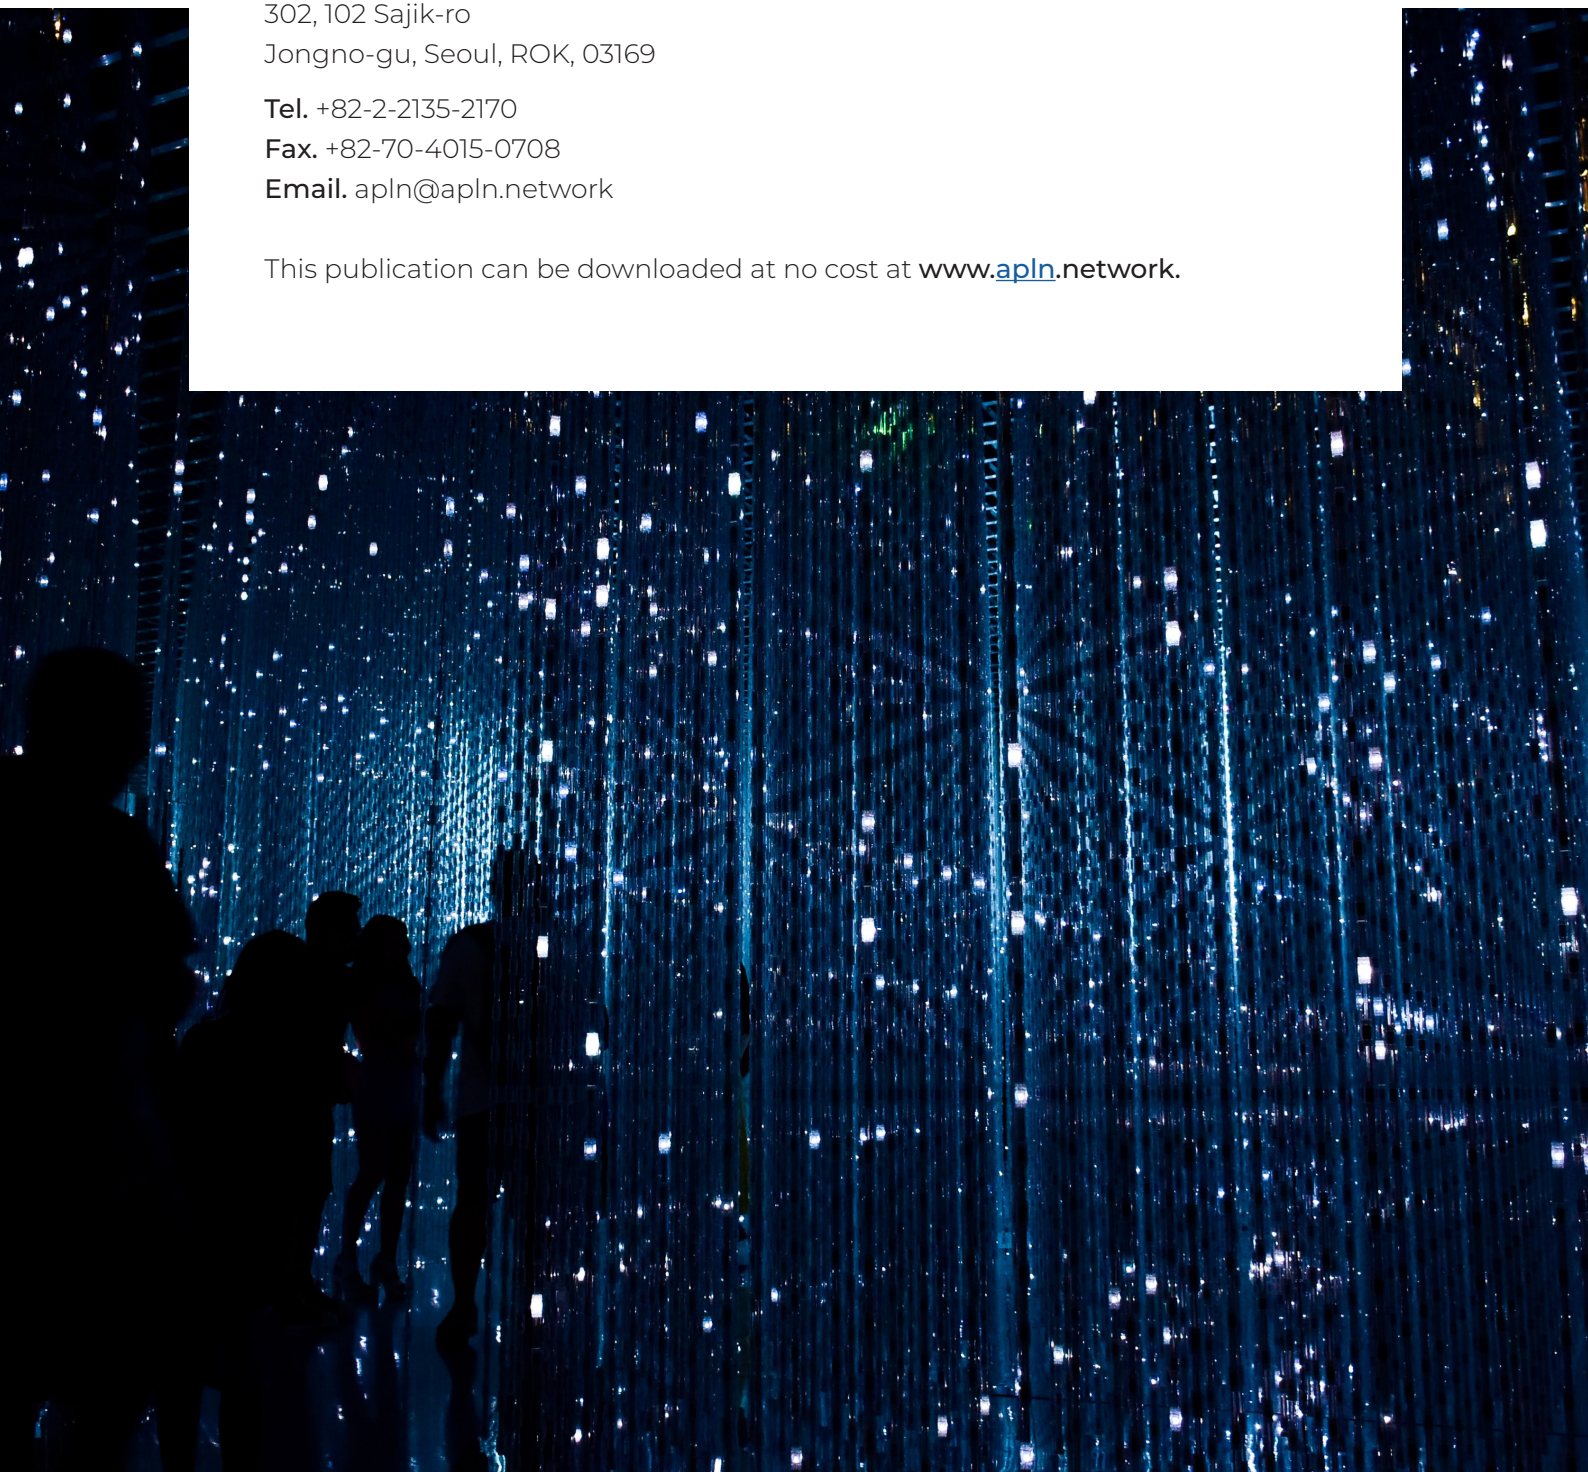 302, 102 Sajik-ro
Jongno-gu, Seoul, ROK, 03169
Tel. +82-2-2135-2170
Fax. +82-70-4015-0708
Email. apln@apln.network
This publication can be downloaded at no cost at www.apln.network.